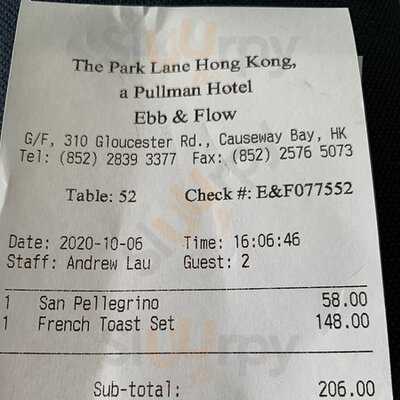 The Park Lane Hong Kong,
a Pullman Hotel
Ebb & Flow
G/F, 310 Gloucester Rd., Causeway Bay, HK
Tel: (852) 2839 3377 Fax: (852) 2576 5073
Table: 52 Check #: E&F077552
Date: 2020-10-06 Time: 16:06:46
Staff: Andrew Lau Guest: 2
1 San Pellegrino 58.00
1 French Toast Set 148.00
Sub-total: 206.00